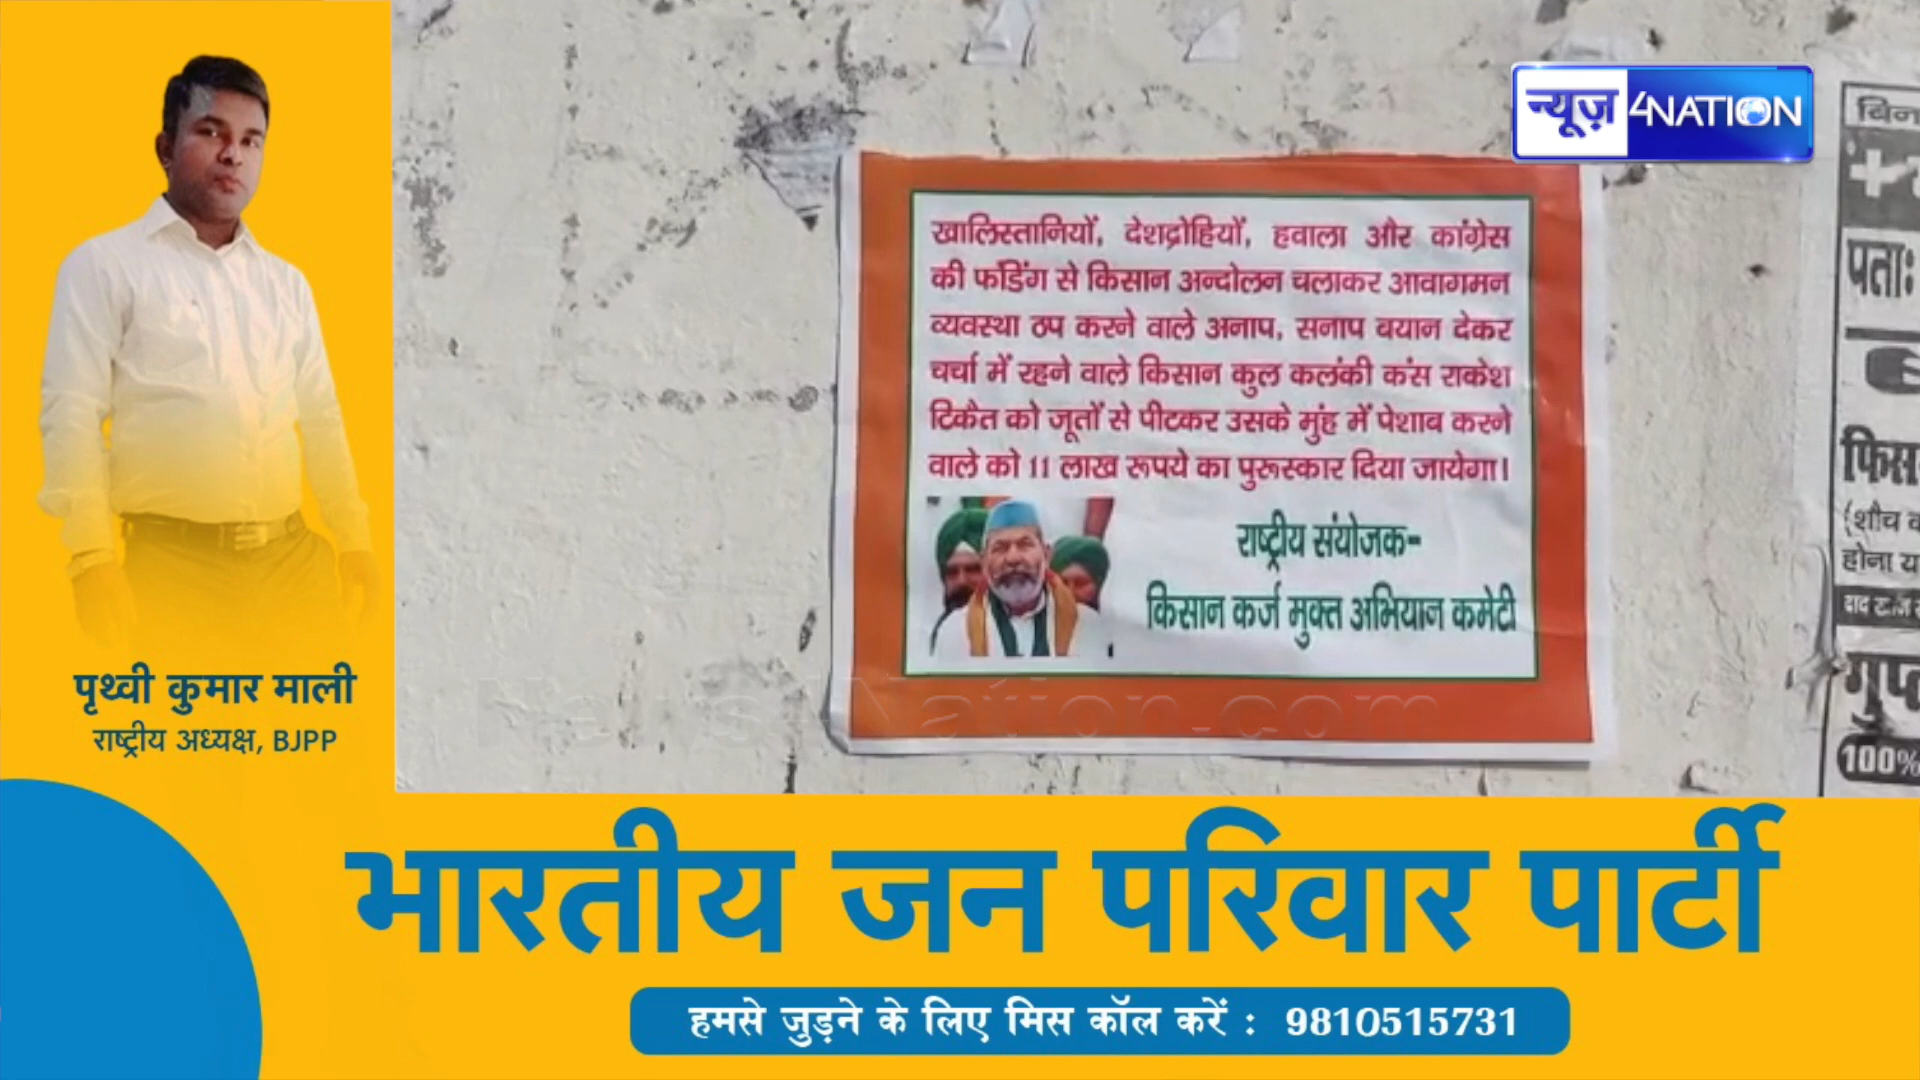 न्यूज़ 4NATION
खालिस्तानियों, देशद्रोहियों, हवाला और कांग्रेस
की फंडिंग से किसान अन्दोलन चलाकर आवागमन
व्यवस्था ठप करने वाले अनाप, सनाप बयान देकर
चर्चा में रहने वाले किसान कुल कलंकी कंस राकेश
टिकैत को जूतों से पीटकर उसके मुंह में पेशाब करने
वाले को 11 लाख रूपये का पुरूस्कार दिया जायेगा।
राष्ट्रीय संयोजक-
किसान कर्ज मुक्त अभियान कमेटी
News4Nation.com
पताः
(शौच
होना
100%
पृथ्वी कुमार माली
राष्ट्रीय अध्यक्ष, BJPP
भारतीय जन परिवार पार्टी
हमसे जुड़ने के लिए मिस कॉल करें : 9810515731